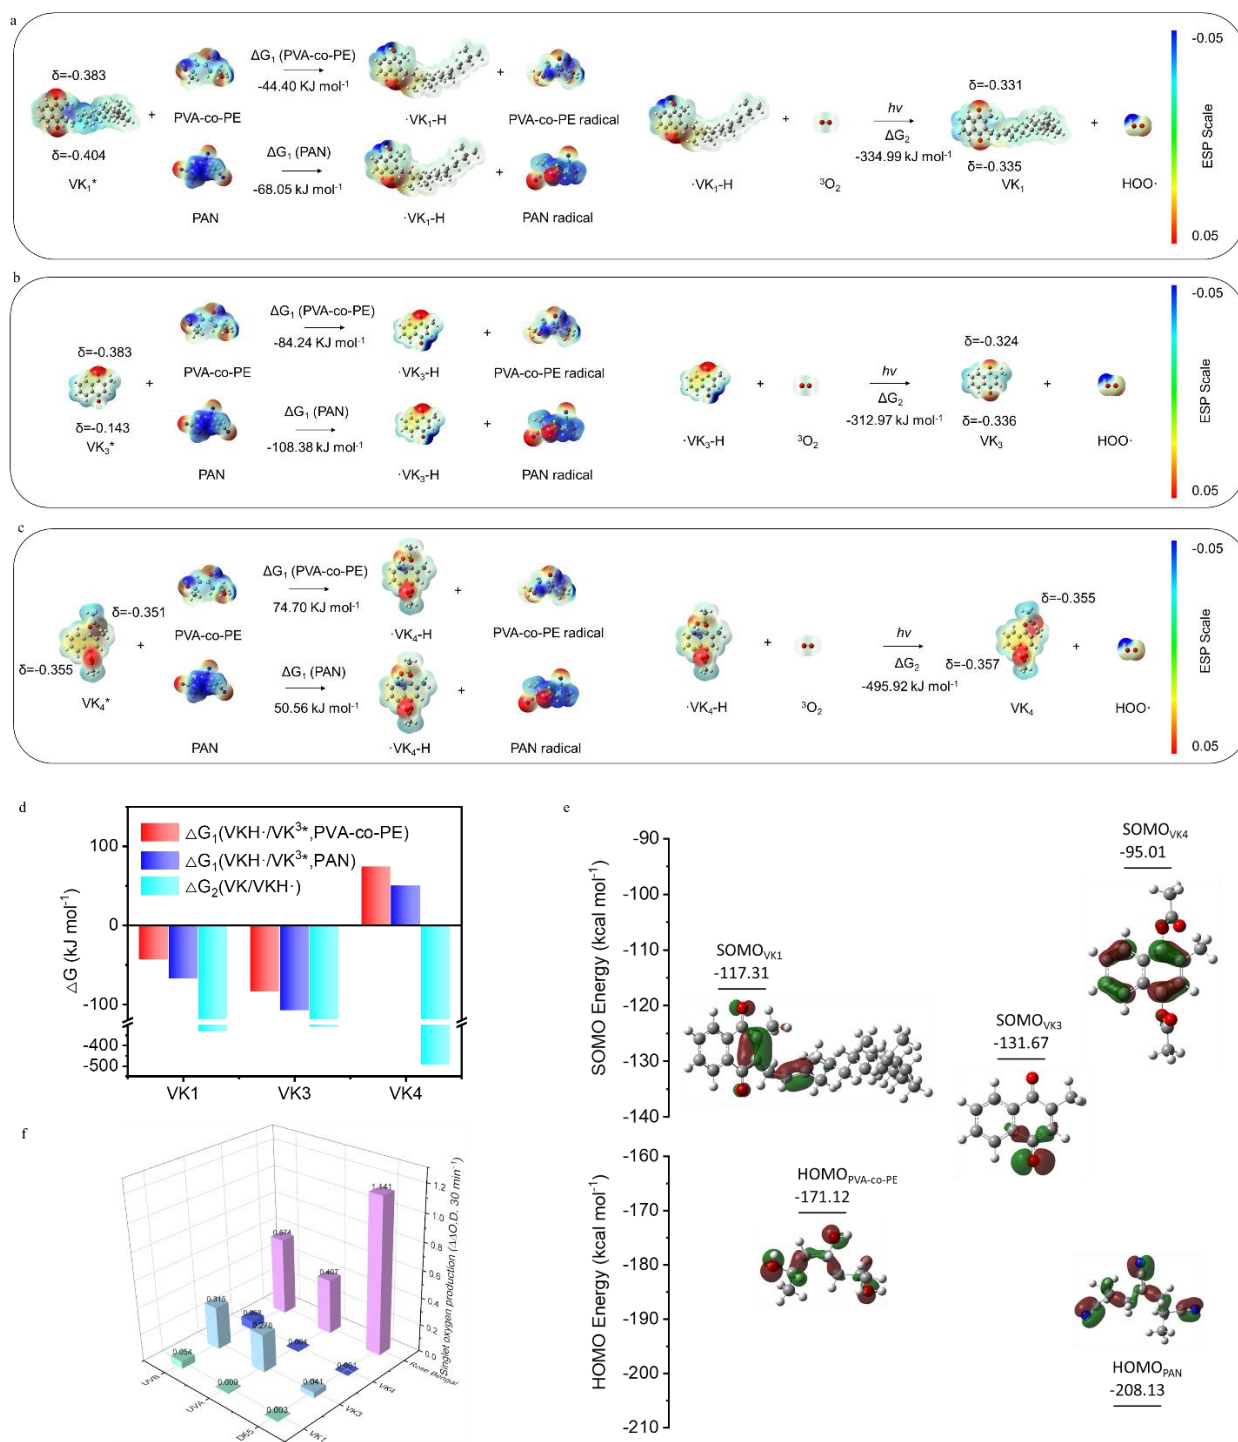 a
δ=-0.383
δ=-0.404
VK1*
+
PVA-co-PE
PAN
ΔG1 (PVA-co-PE)
-44.40 KJ mol-1
ΔG1 (PAN)
-68.05 kJ mol-1
·VK1-H
·VK1-H
+
+
PVA-co-PE radical
PAN radical
·VK1-H
+
3O2
hv
ΔG2
-334.99 kJ mol-1
δ=-0.331
δ=-0.335
VK1
+
HOO·
-0.05
ESP Scale
0.05
b
δ=-0.383
δ=-0.143
VK3*
+
PVA-co-PE
PAN
ΔG1 (PVA-co-PE)
-84.24 KJ mol-1
ΔG1 (PAN)
-108.38 kJ mol-1
·VK3-H
·VK3-H
+
+
PVA-co-PE radical
PAN radical
·VK3-H
+
3O2
hv
ΔG2
-312.97 kJ mol-1
δ=-0.324
δ=-0.336
VK3
+
HOO·
-0.05
ESP Scale
0.05
c
δ=-0.351
δ=-0.355
VK4*
+
PVA-co-PE
PAN
ΔG1 (PVA-co-PE)
74.70 KJ mol-1
ΔG1 (PAN)
50.56 kJ mol-1
·VK4-H
·VK4-H
+
+
PVA-co-PE radical
PAN radical
·VK4-H
+
3O2
hv
ΔG2
-495.92 kJ mol-1
δ=-0.355
δ=-0.357
VK4
+
HOO·
-0.05
ESP Scale
0.05
d
△G1(VKH·/VK3*,PVA-co-PE)
△G1(VKH·/VK3*,PAN)
△G2(VK/VKH·)
△G (kJ mol-1)
100
0
-100
-400
-500
VK1
VK3
VK4
e
SOMO Energy (kcal mol-1)
HOMO Energy (kcal mol-1)
-90
-100
-110
-120
-130
-140
-160
-170
-180
-190
-200
-210
SOMOVK1
-117.31
SOMOVK3
-131.67
SOMOVK4
-95.01
HOMOPVA-co-PE
-171.12
HOMOPAN
-208.13
f
Singlet oxygen production (△△O.D. 30 min-1)
1.2
1.0
0.8
0.6
0.4
0.2
0.0
1.141
0.574
0.407
0.315
0.278
0.004
0.054
0.041
0.003
UVB
UVA
D65
VK1
VK3
VK4
Rose Bengal